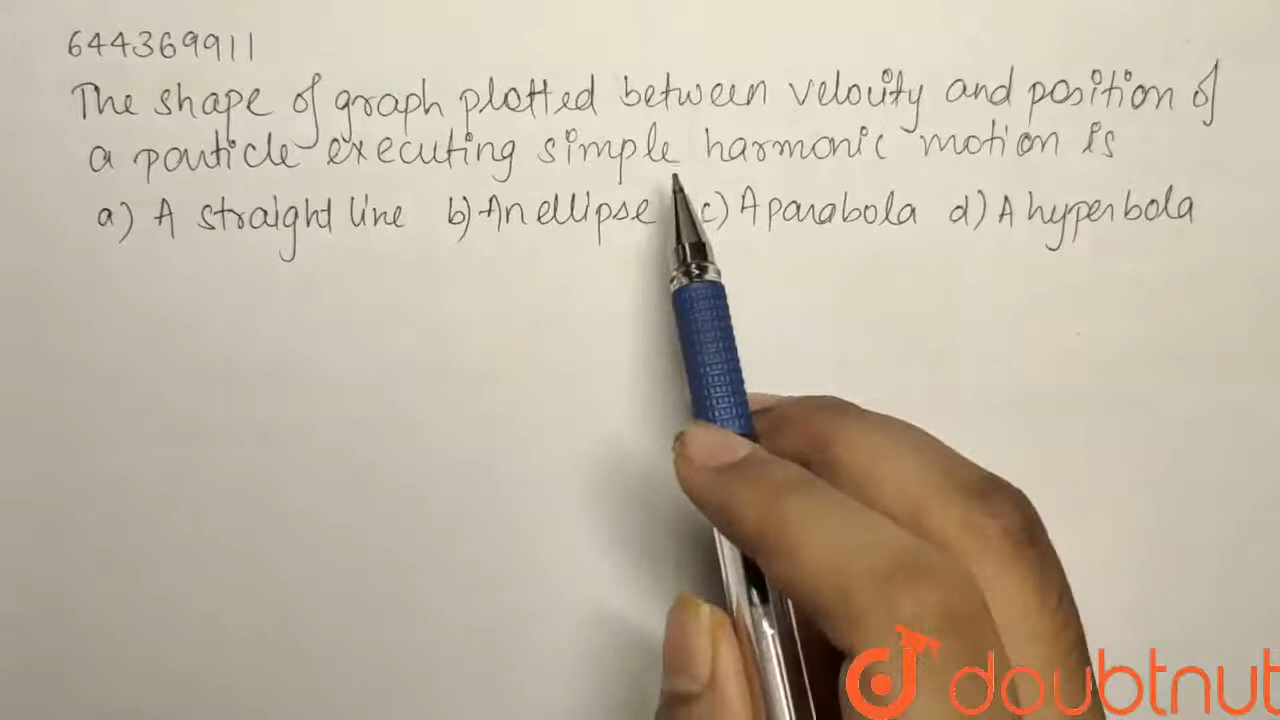 644369911
The shape of graph plotted between velocity and position of
a particle executing simple harmonic motion is
a) A straight line b) An ellipse c) A parabola d) A hyperbola
doubtnut